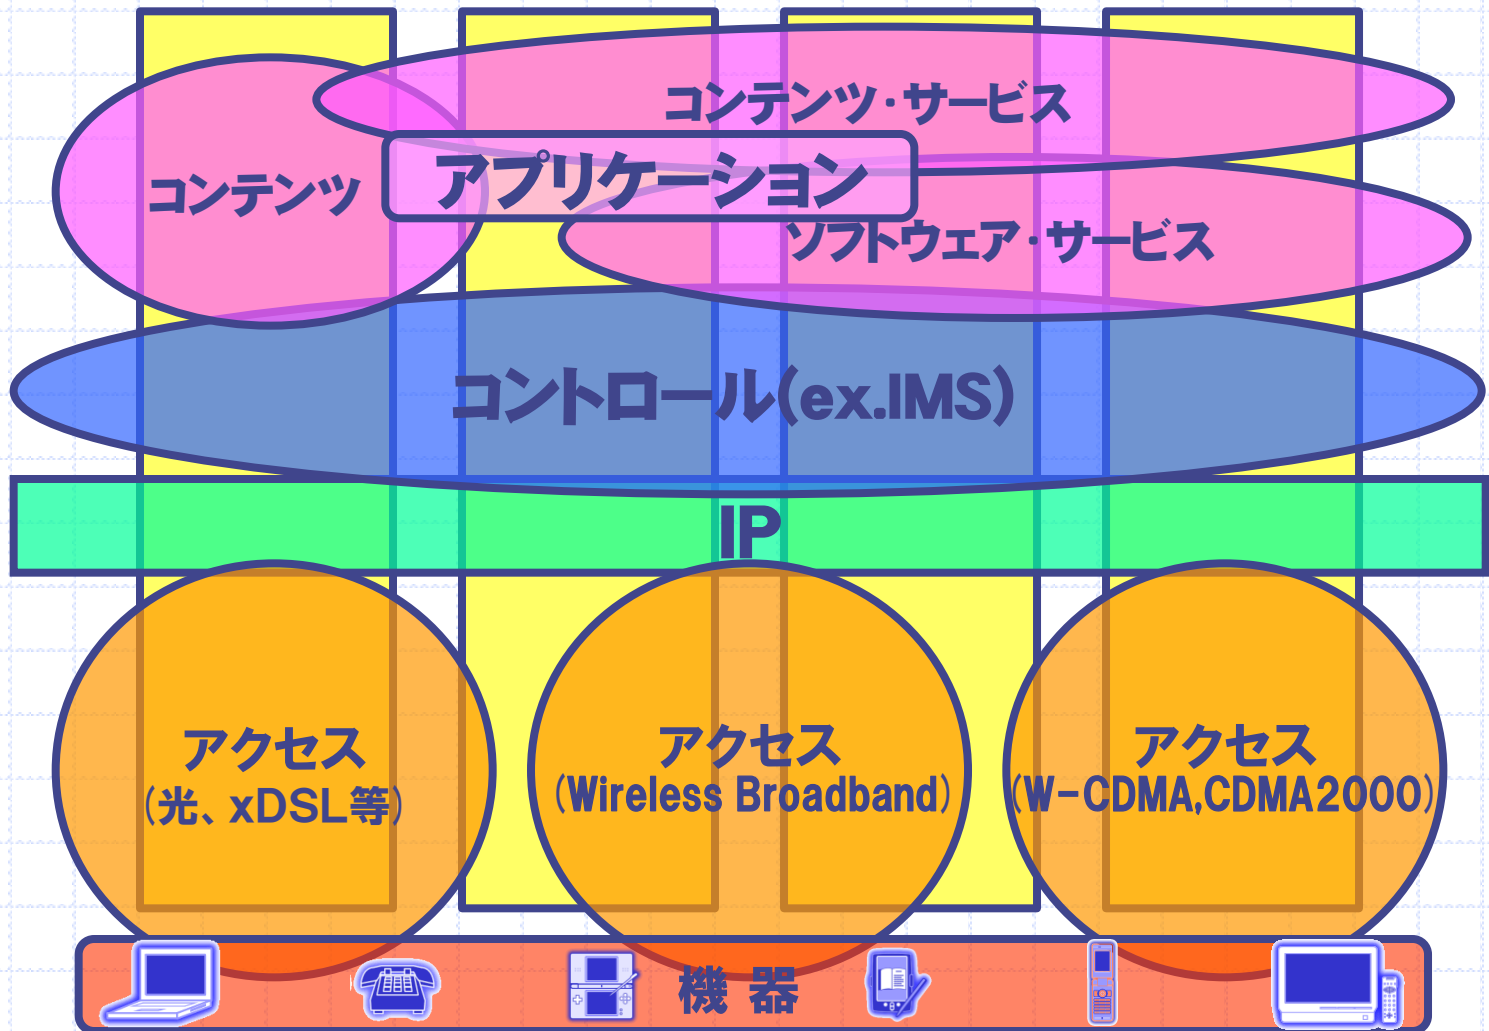 コンテンツ・サービス
アプリケーション
コンテンツ
ソフトウェア・サービス
コントロール(ex.IMS)
IP
アクセス
(光、xDSL等)
アクセス
(Wireless Broadband)
アクセス
(W-CDMA,CDMA2000)
機器